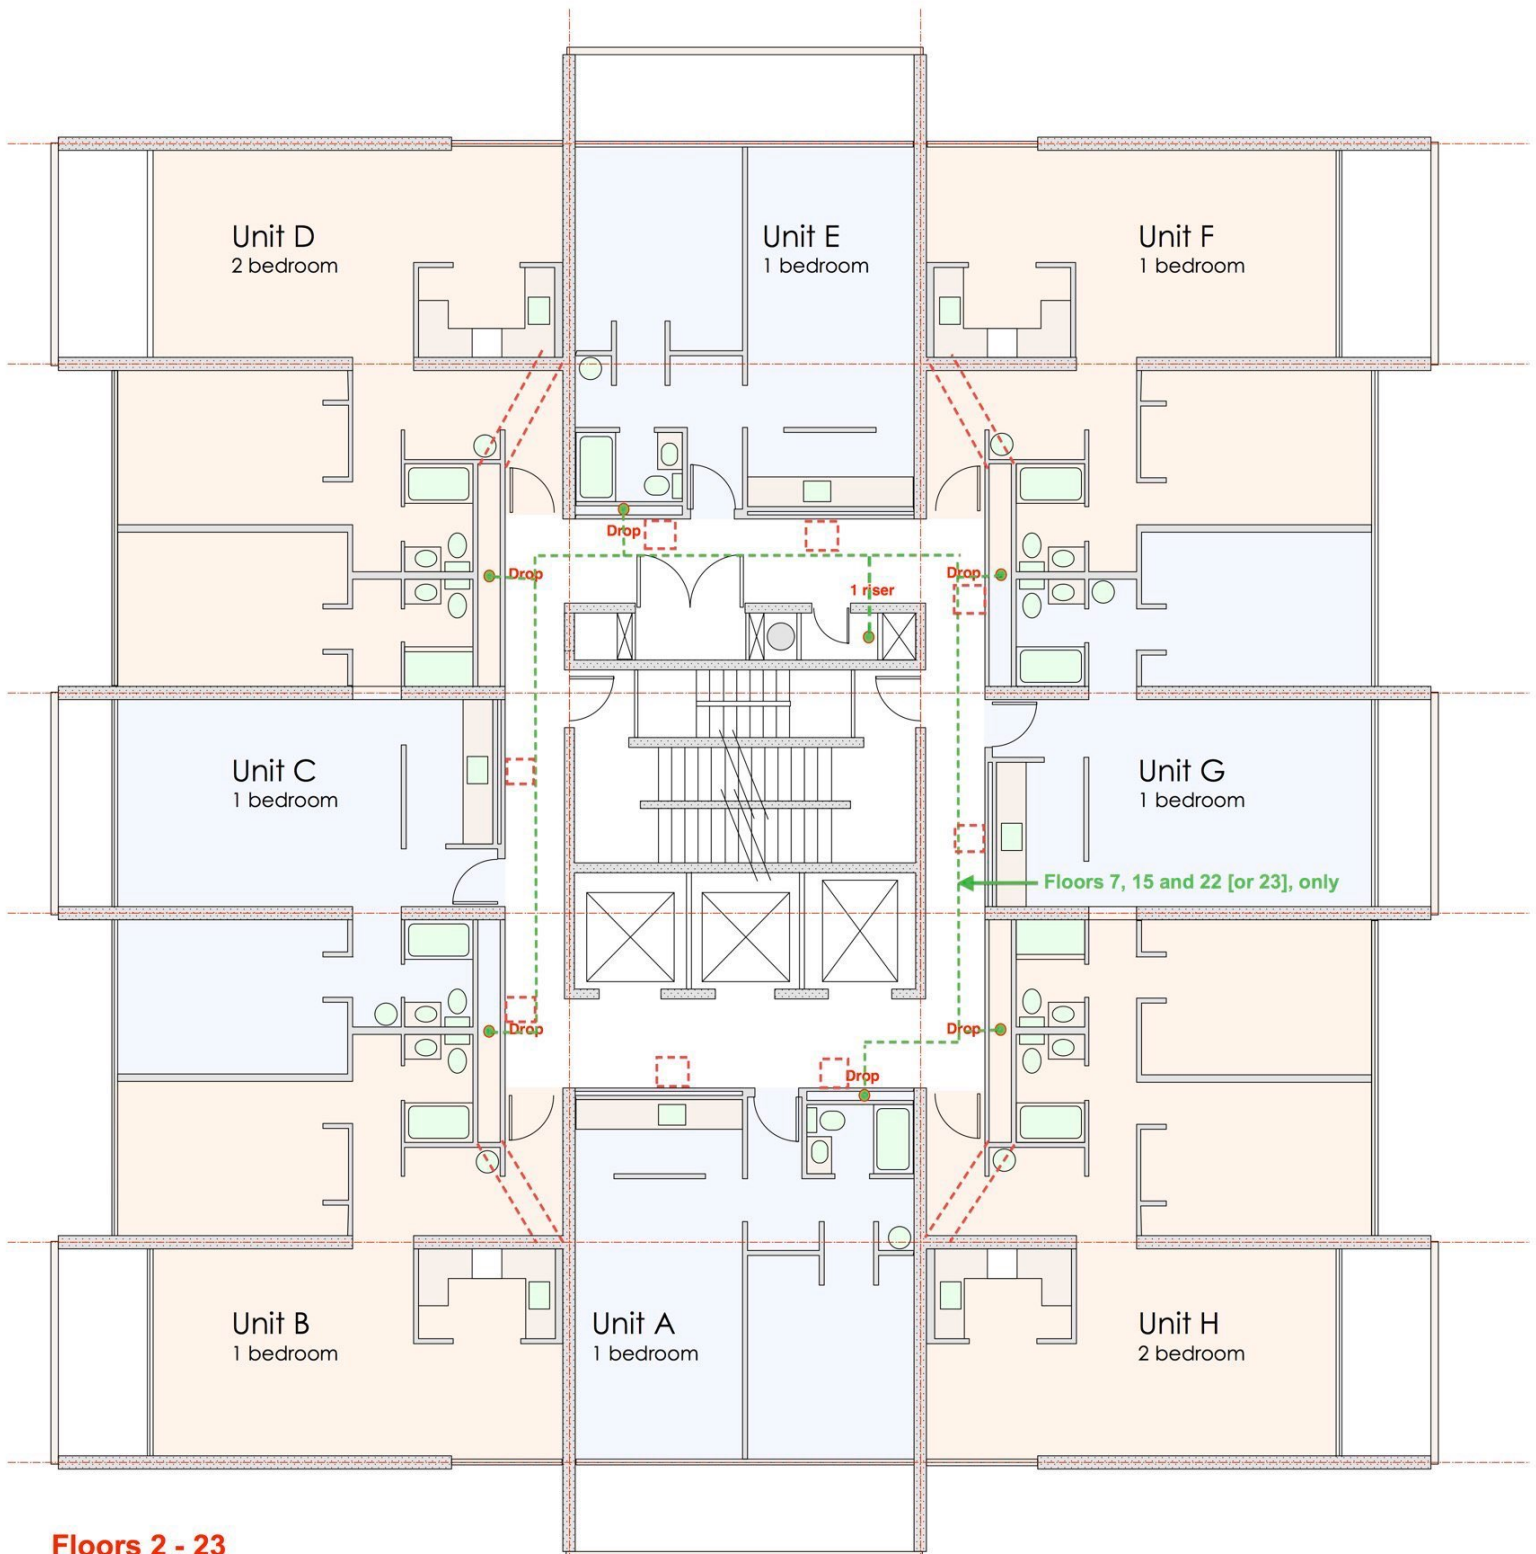 Unit D
2 bedroom
Unit E
1 bedroom
Unit F
1 bedroom
Drop
Drop
Drop
1 riser
Unit C
1 bedroom
Unit G
1 bedroom
Floors 7, 15 and 22 [or 23], only
Drop
Drop
Drop
Unit B
1 bedroom
Unit A
1 bedroom
Unit H
2 bedroom
Floors 2 - 23